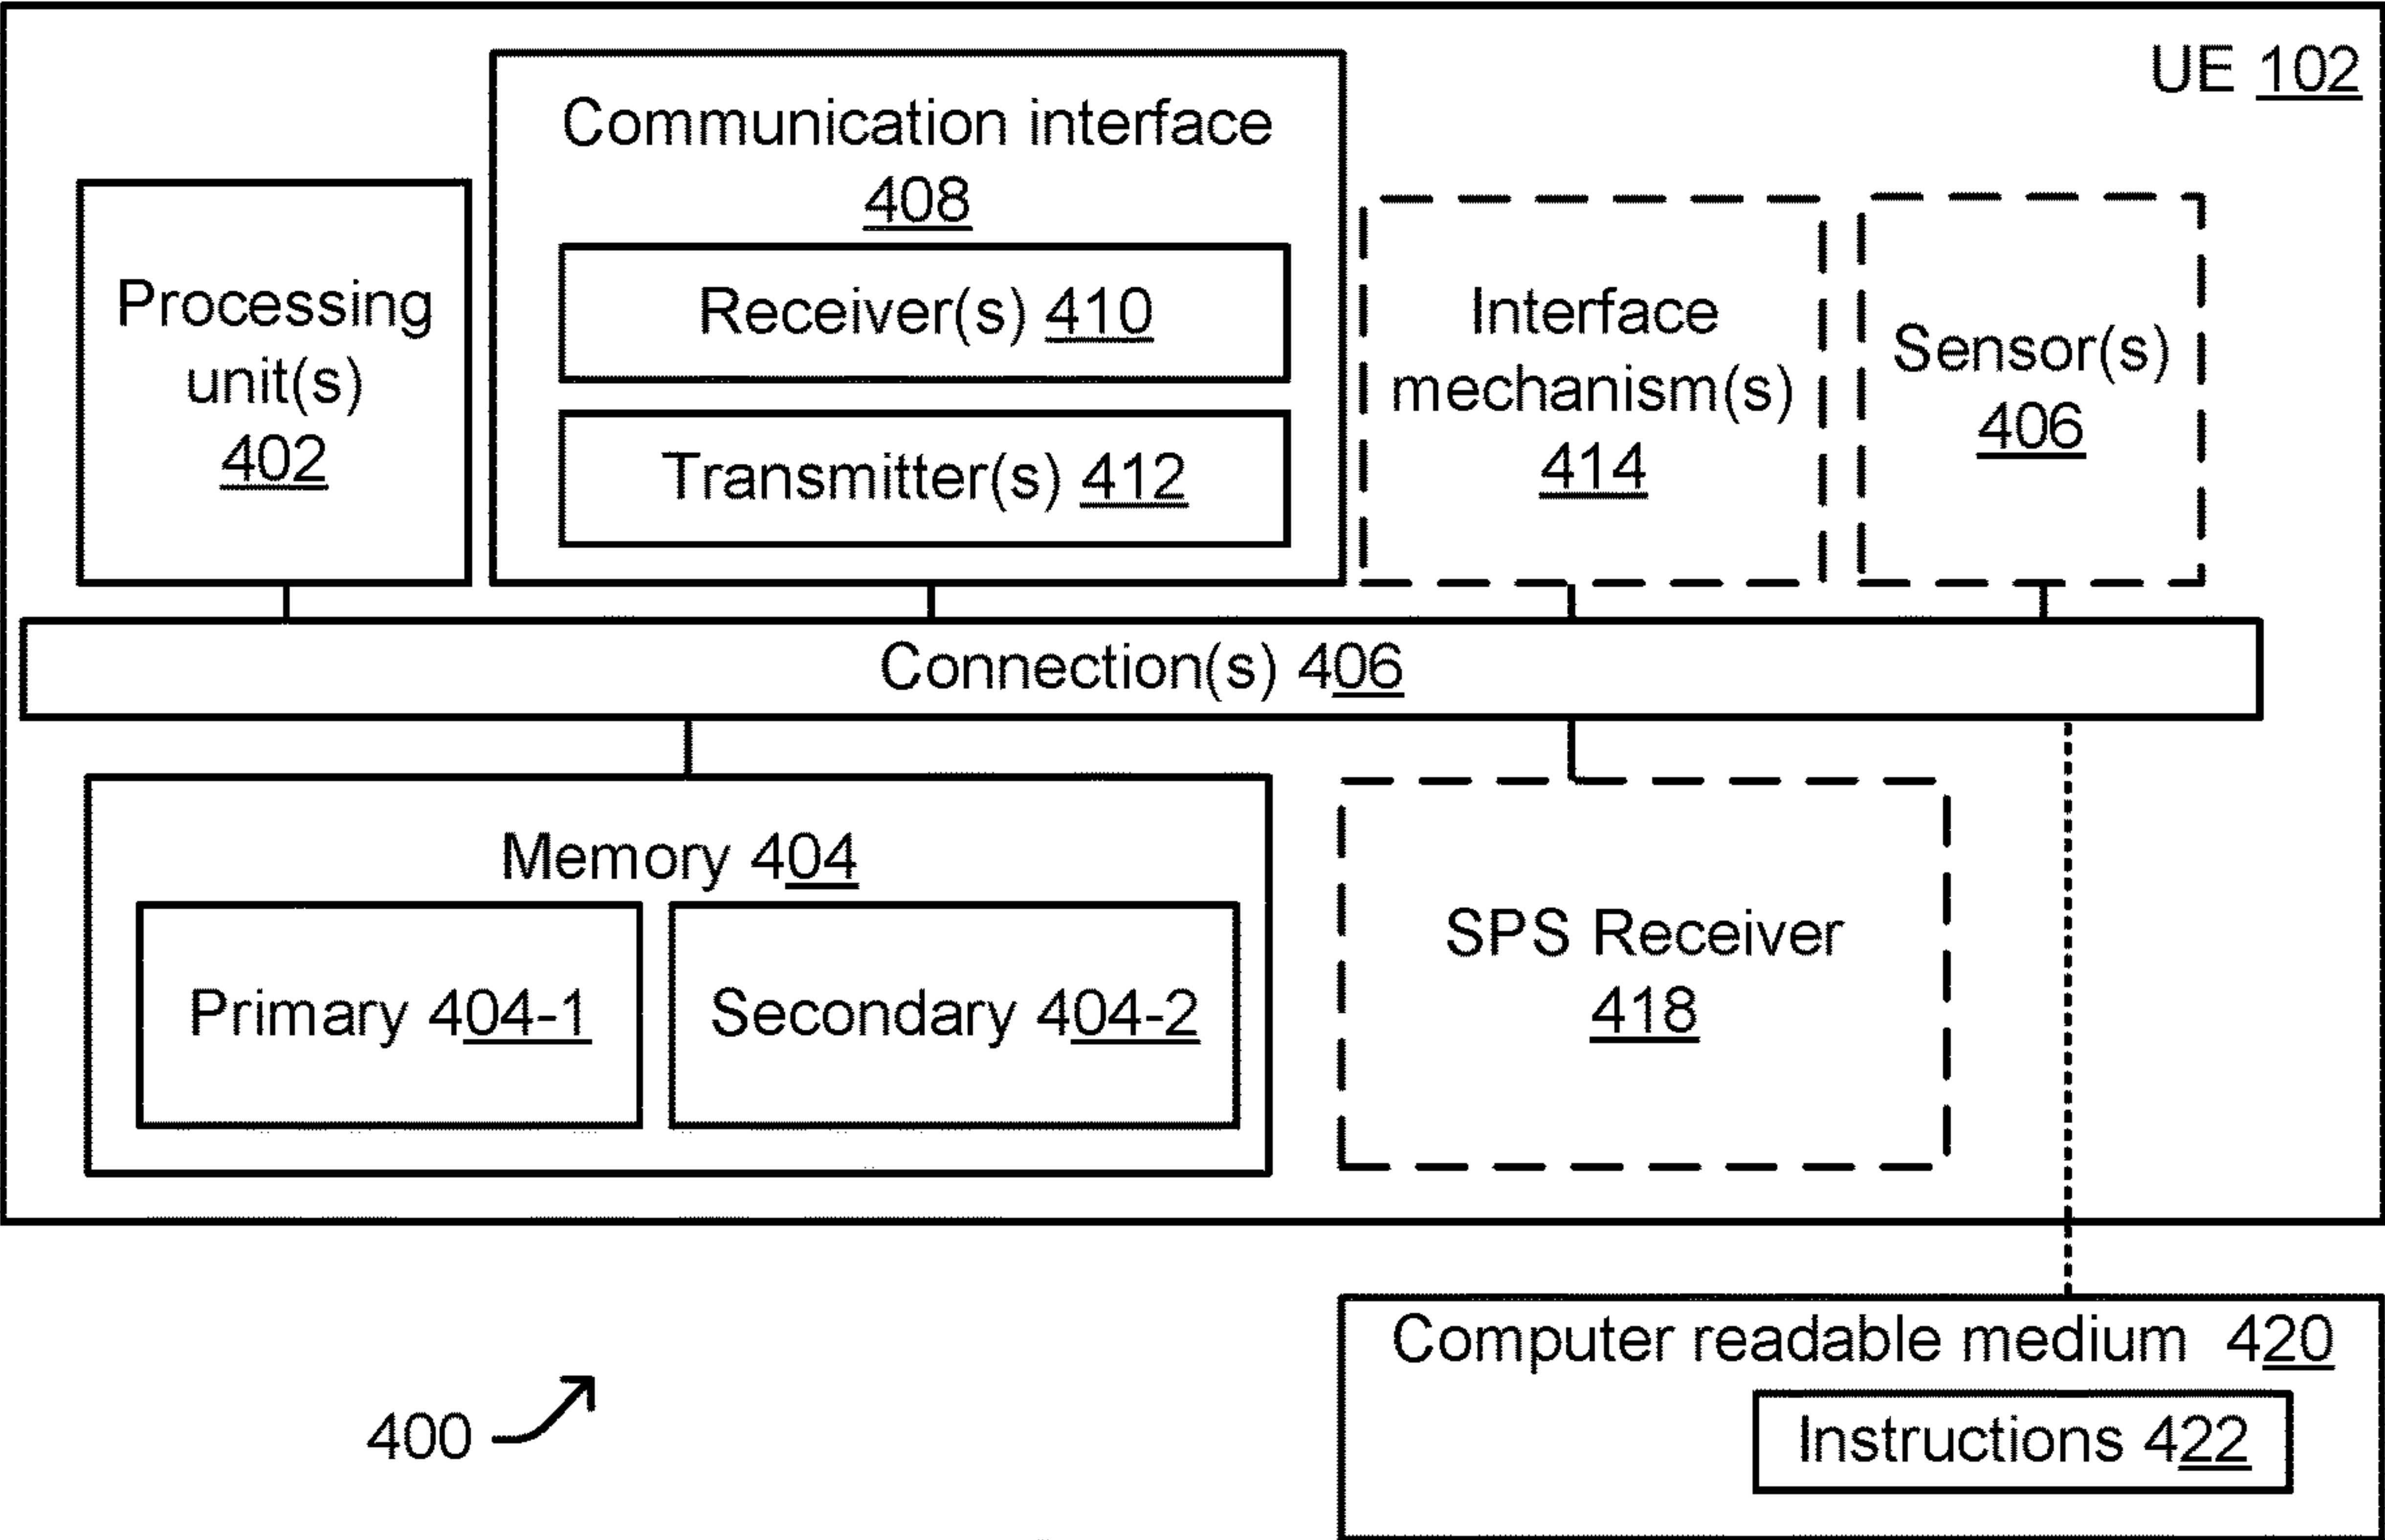 UE 102
Communication interface
408
Receiver(s) 410
Transmitter(s) 412
Processing
unit(s)
402
Interface
mechanism(s)
414
Sensor(s)
406
Connection(s) 406
Memory 404
Primary 404-1
Secondary 404-2
SPS Receiver
418
Computer readable medium 420
Instructions 422
400